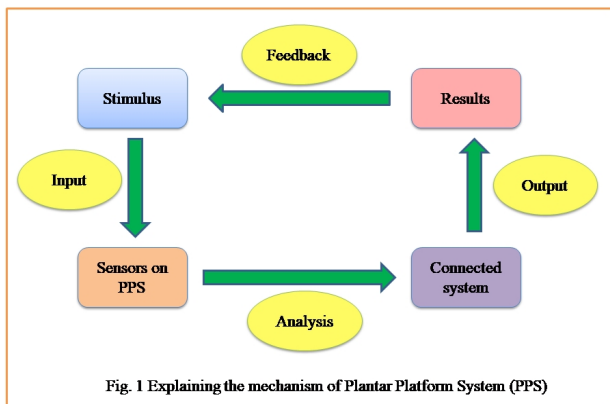 Feedback
Stimulus
Results
Input
Output
Sensors on
PPS
Connected
system
Analysis
Fig. 1 Explaining the mechanism of Plantar Platform System (PPS)